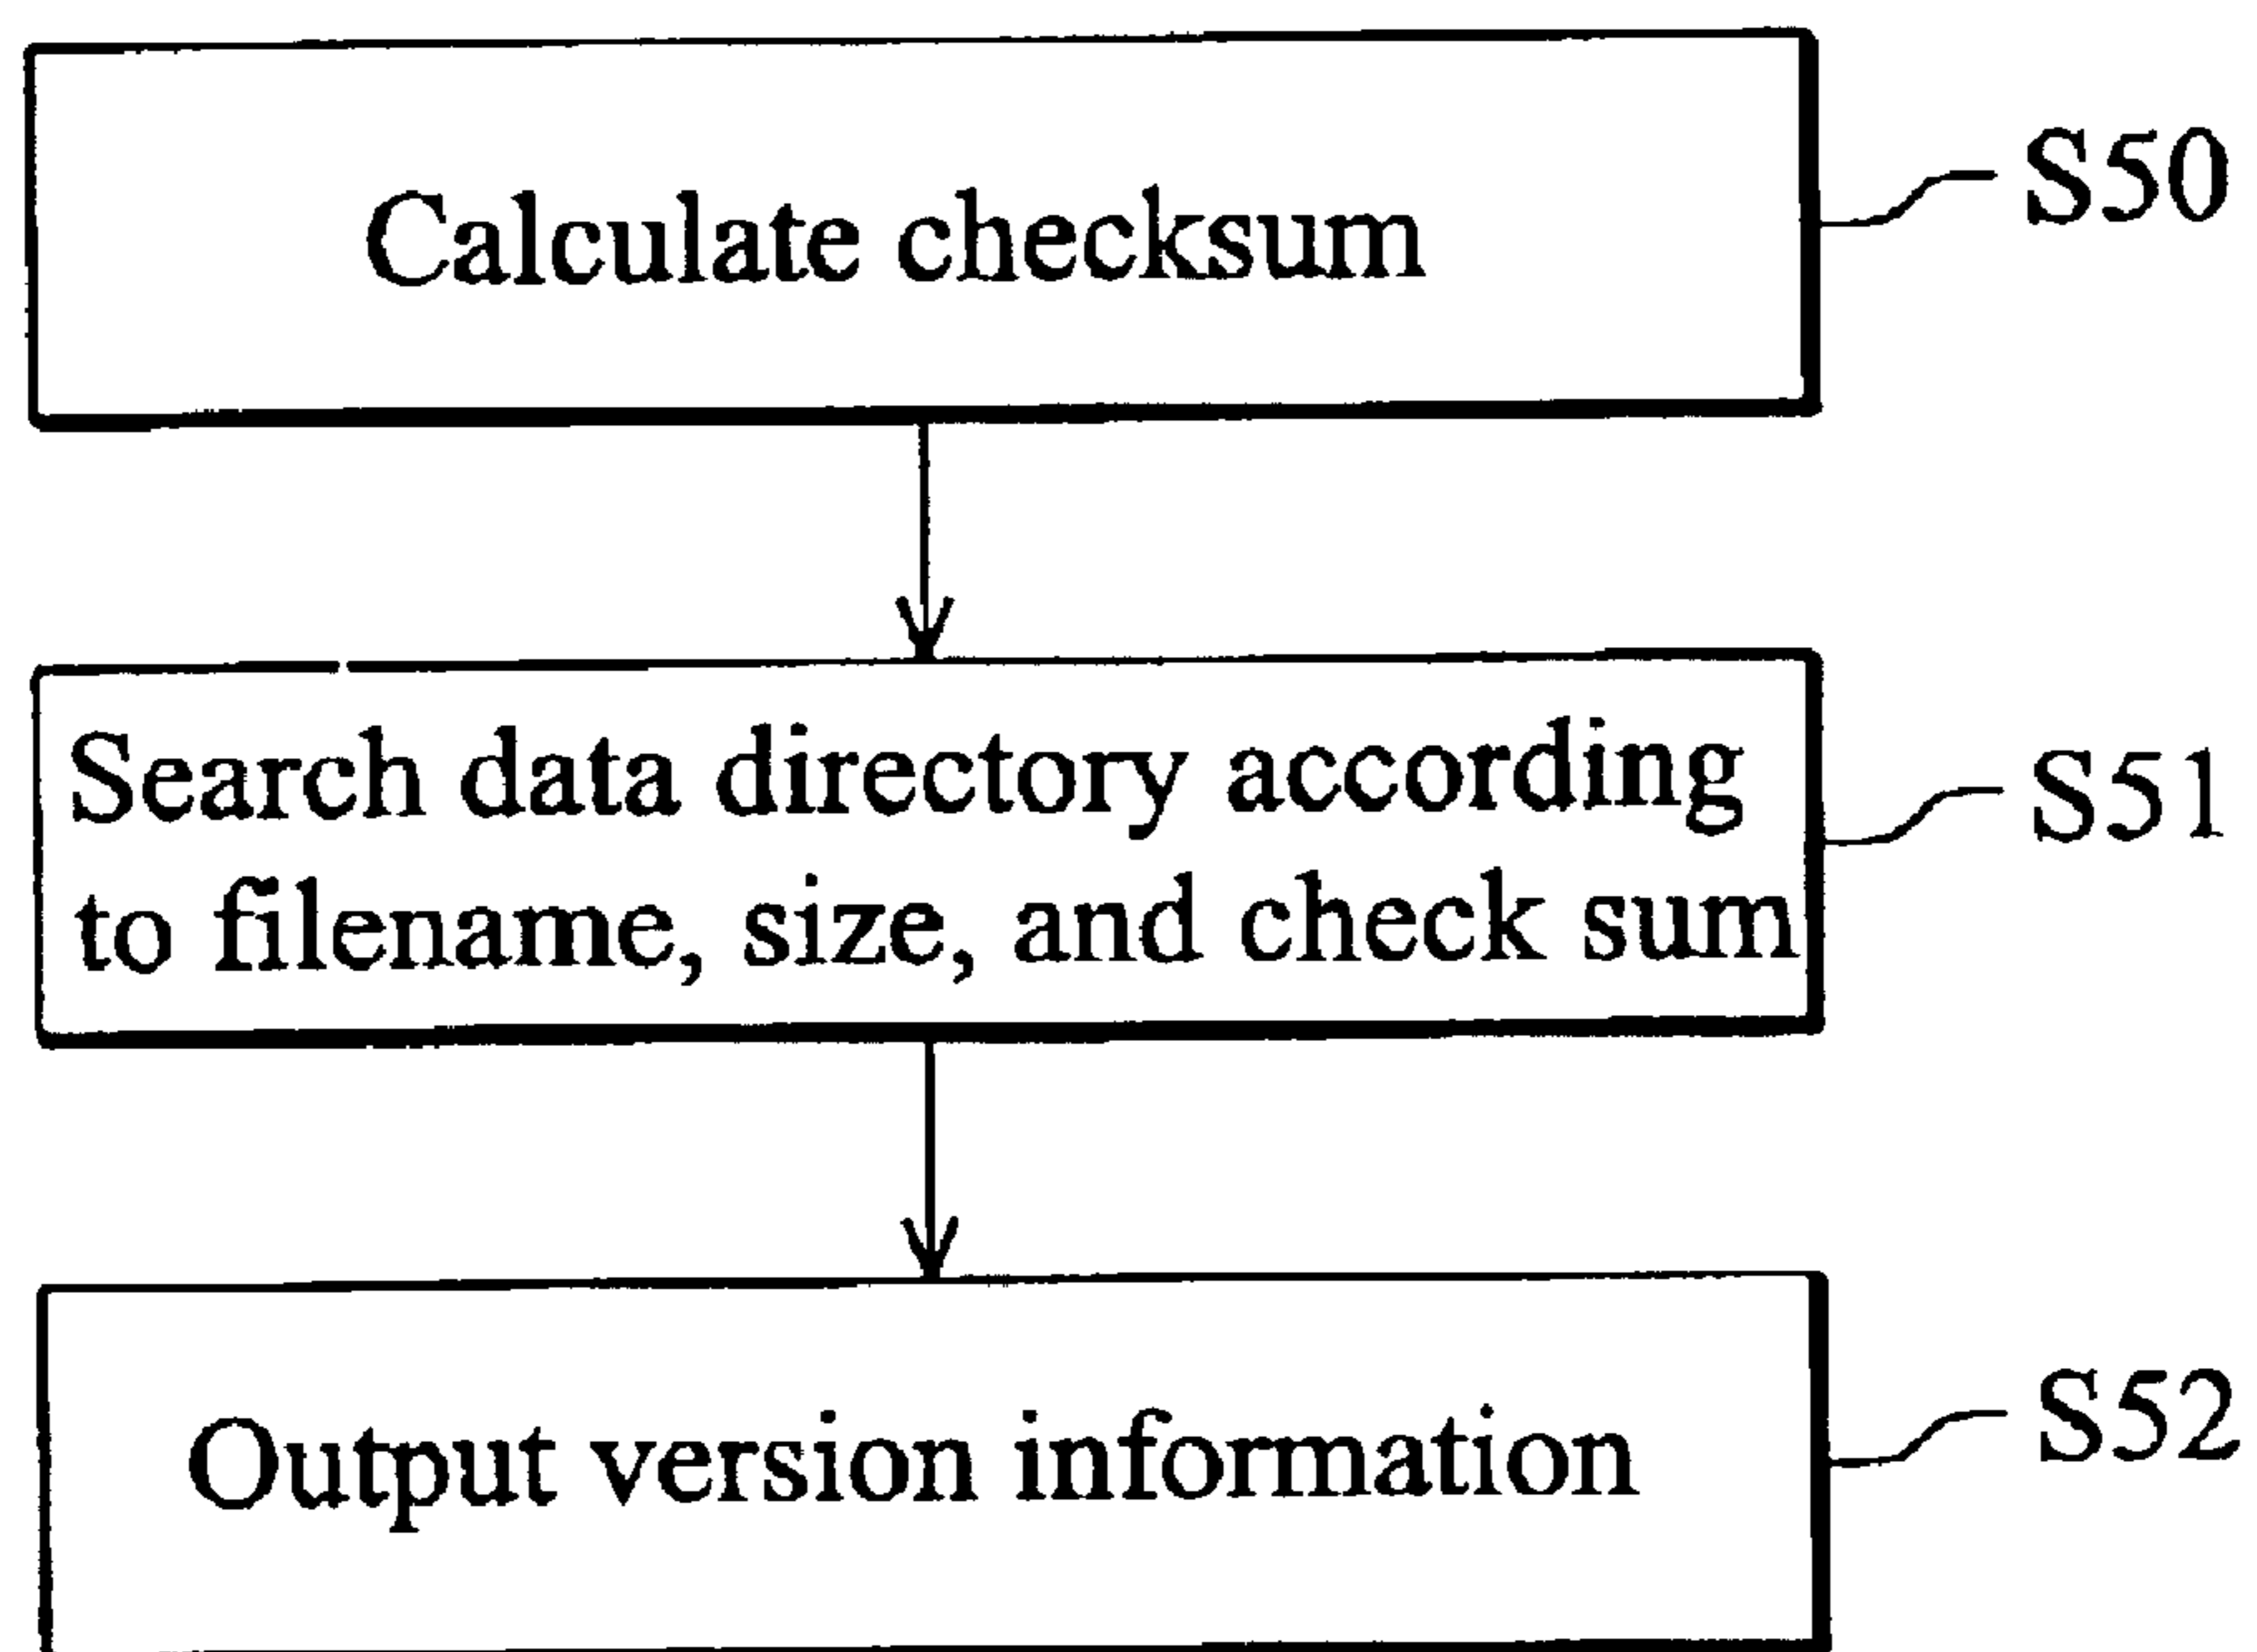 Calculate checksum
S50
Search data directory according
to filename, size, and check sum
S51
Output version information
S52